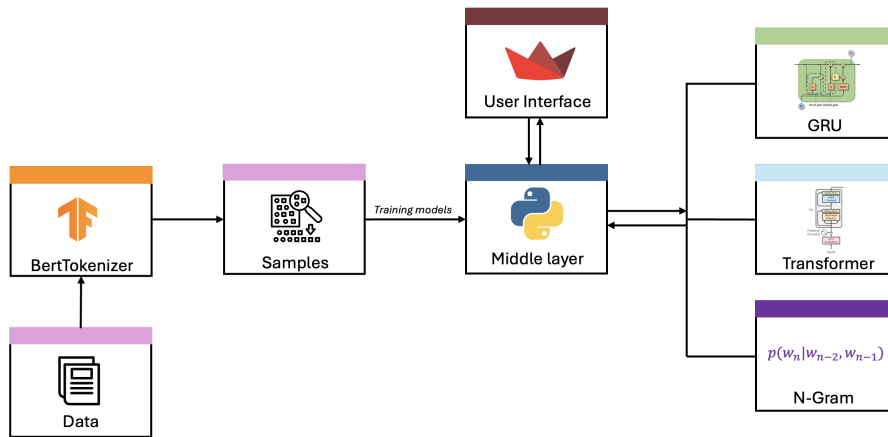 User Interface
GRU
BertTokenizer
Samples
Training models
Middle layer
Transformer
Data
p(w_n|w_{n-2}, w_{n-1})
N-Gram